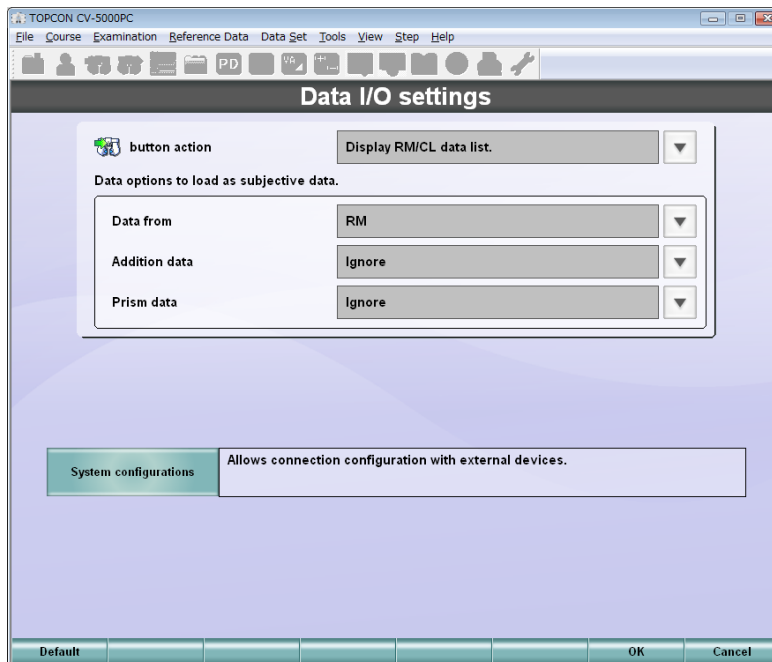 TOPCON CV-5000PC
File Course Examination Reference Data Data Set Tools View Step Help
PD VA
Data I/O settings
button action Display RM/CL data list.
Data options to load as subjective data.
Data from RM
Addition data Ignore
Prism data Ignore
System configurations Allows connection configuration with external devices.
Default OK Cancel